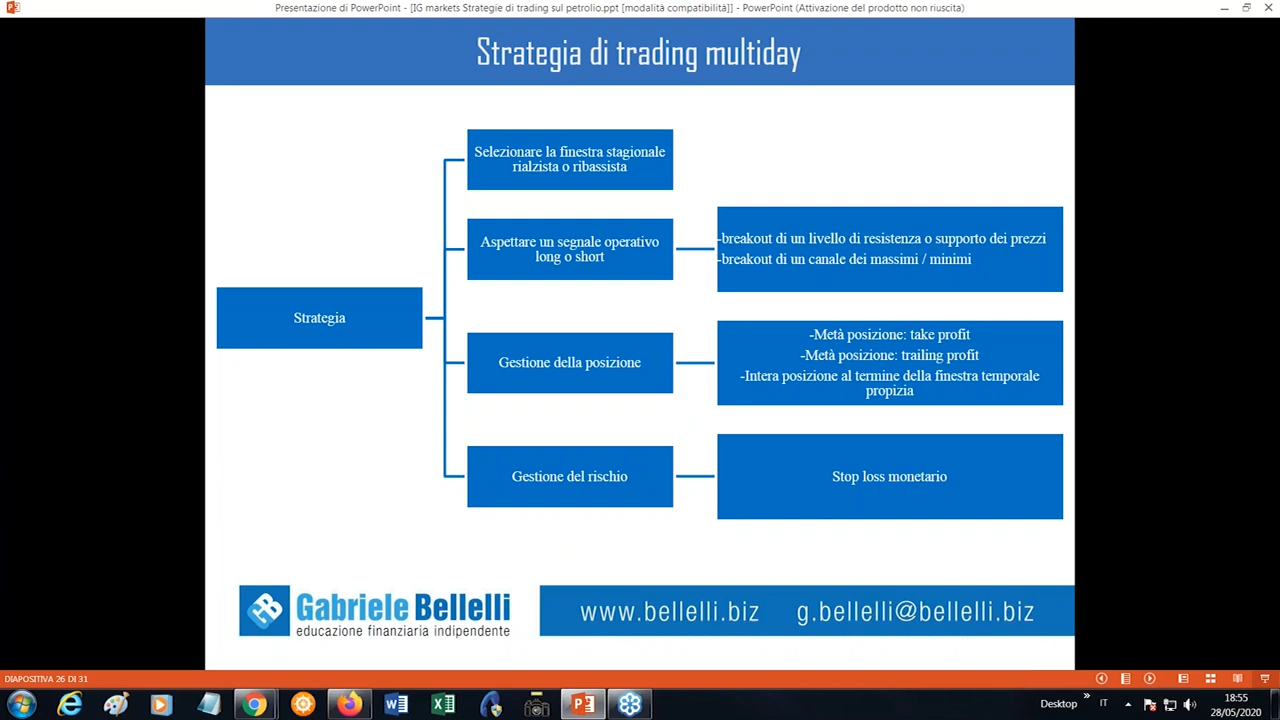 Presentazione di PowerPoint - [IG markets Strategie di trading sul petrolio.ppt [modalità compatibilità]] - PowerPoint (Attivazione del prodotto non riuscita)
Strategia di trading multiday
Selezionare la finestra stagionale
rialzista o ribassista
Aspettare un segnale operativo
long o short
-breakout di un livello di resistenza o supporto dei prezzi
-breakout di un canale dei massimi / minimi
Strategia
Gestione della posizione
-Metà posizione: take profit
-Metà posizione: trailing profit
-Intera posizione al termine della finestra temporale
propizia
Gestione del rischio
Stop loss monetario
Gabriele Bellelli
educazione finanziaria indipendente
www.bellelli.biz g.bellelli@bellelli.biz
DIAPOSITIVA 26 DI 31
Desktop
IT
18:55
28/05/2020